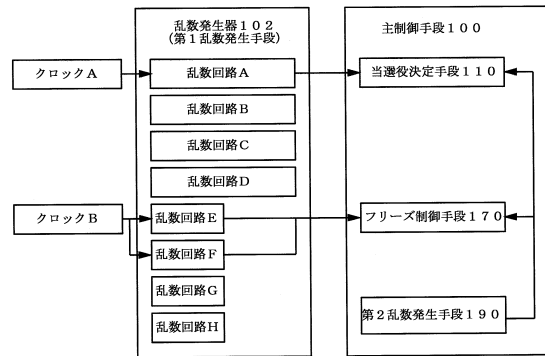 乱数発生器１０２
（第１乱数発生手段）
主制御手段１００
クロックＡ
乱数回路Ａ
当選役決定手段１１０
乱数回路Ｂ
乱数回路Ｃ
乱数回路Ｄ
クロックＢ
乱数回路Ｅ
フリーズ制御手段１７０
乱数回路Ｆ
乱数回路Ｇ
第２乱数発生手段１９０
乱数回路Ｈ